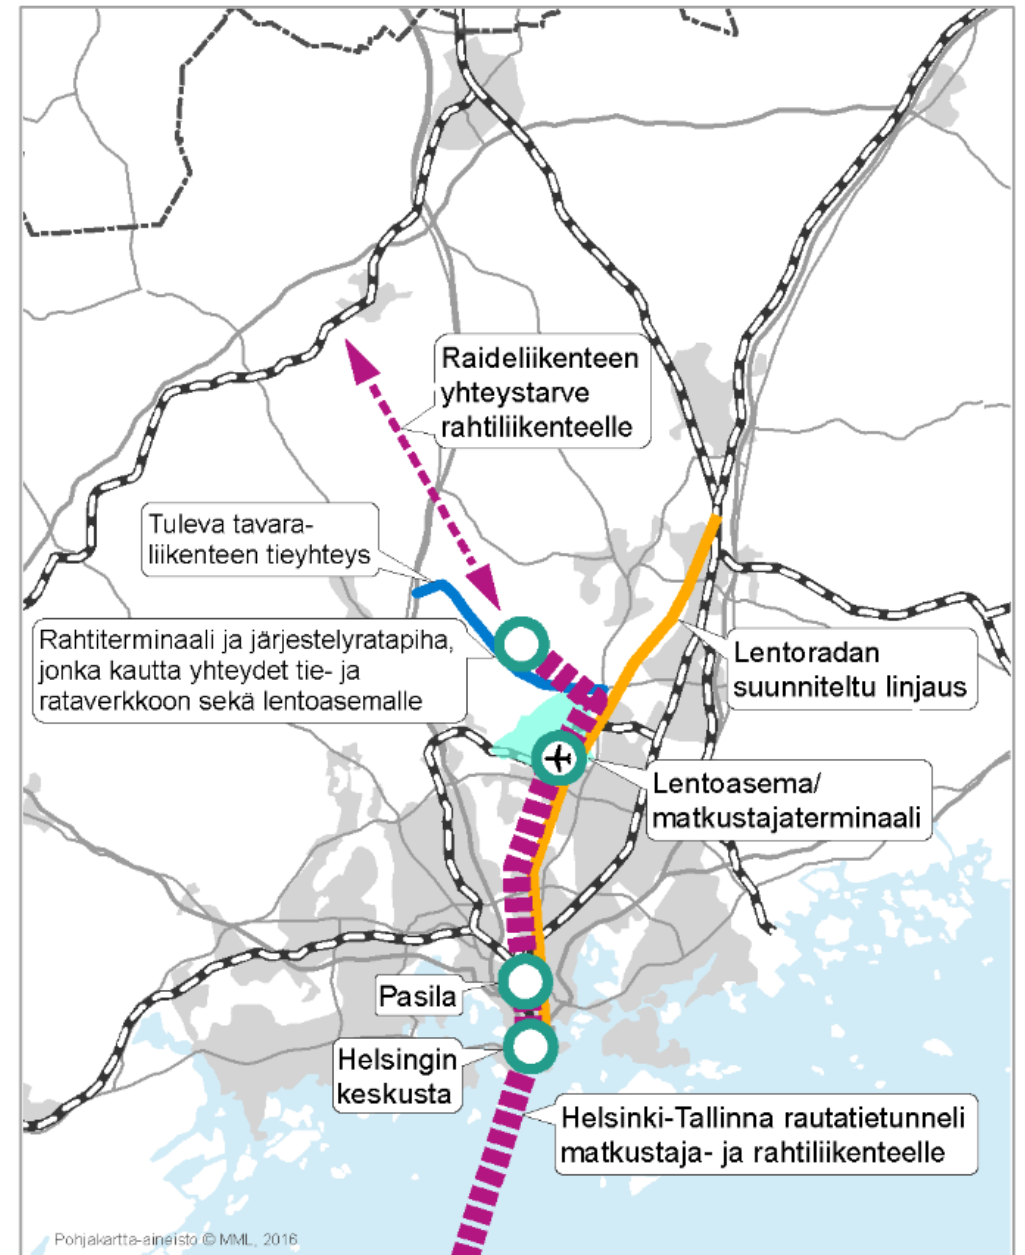 Raideliikenteen
yhteystarve
rahtiliikenteelle
Tuleva tavara-
liikenteen tieyhteys
Rahtiterminaali ja järjestelyratapiha,
jonka kautta yhteydet tie- ja
rataverkkoon sekä lentoasemalle
Lentoradan
suunniteltu linjaus
Lentoasema/
matkustajaterminaali
Pasila
Helsingin
keskusta
Helsinki-Tallinna rautatietunneli
matkustaja- ja rahtiliikenteelle
Pohjakartta-aineisto © MML, 2016